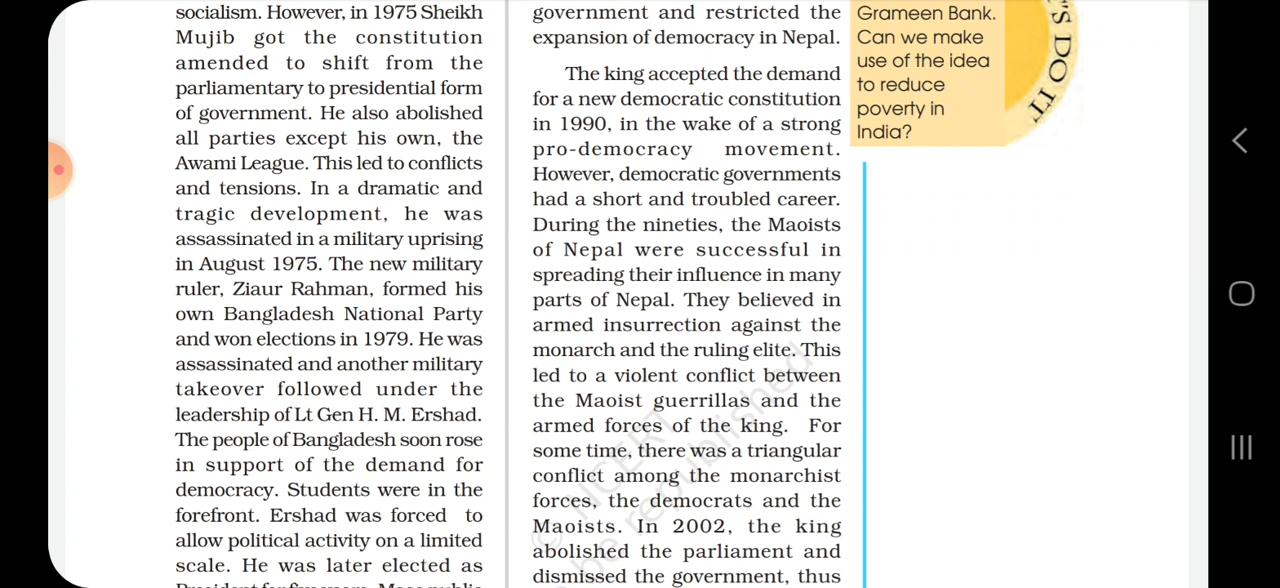 socialism. However, in 1975 Sheikh
Mujib got the constitution
amended to shift from the
parliamentary to presidential form
of government. He also abolished
all parties except his own, the
Awami League. This led to conflicts
and tensions. In a dramatic and
tragic development, he was
assassinated in a military uprising
in August 1975. The new military
ruler, Ziaur Rahman, formed his
own Bangladesh National Party
and won elections in 1979. He was
assassinated and another military
takeover followed under the
leadership of Lt Gen H. M. Ershad.
The people of Bangladesh soon rose
in support of the demand for
democracy. Students were in the
forefront. Ershad was forced to
allow political activity on a limited
scale. He was later elected as
government and restricted the
expansion of democracy in Nepal.
The king accepted the demand
for a new democratic constitution
in 1990, in the wake of a strong
pro-democracy movement.
However, democratic governments
had a short and troubled career.
During the nineties, the Maoists
of Nepal were successful in
spreading their influence in many
parts of Nepal. They believed in
armed insurrection against the
monarch and the ruling elite. This
led to a violent conflict between
the Maoist guerrillas and the
armed forces of the king. For
some time, there was a triangular
conflict among the monarchist
forces, the democrats and the
Maoists. In 2002, the king
abolished the parliament and
dismissed the government, thus
Grameen Bank.
Can we make
use of the idea
to reduce
poverty in
India?
'S DO IT
© NCERT
be republished